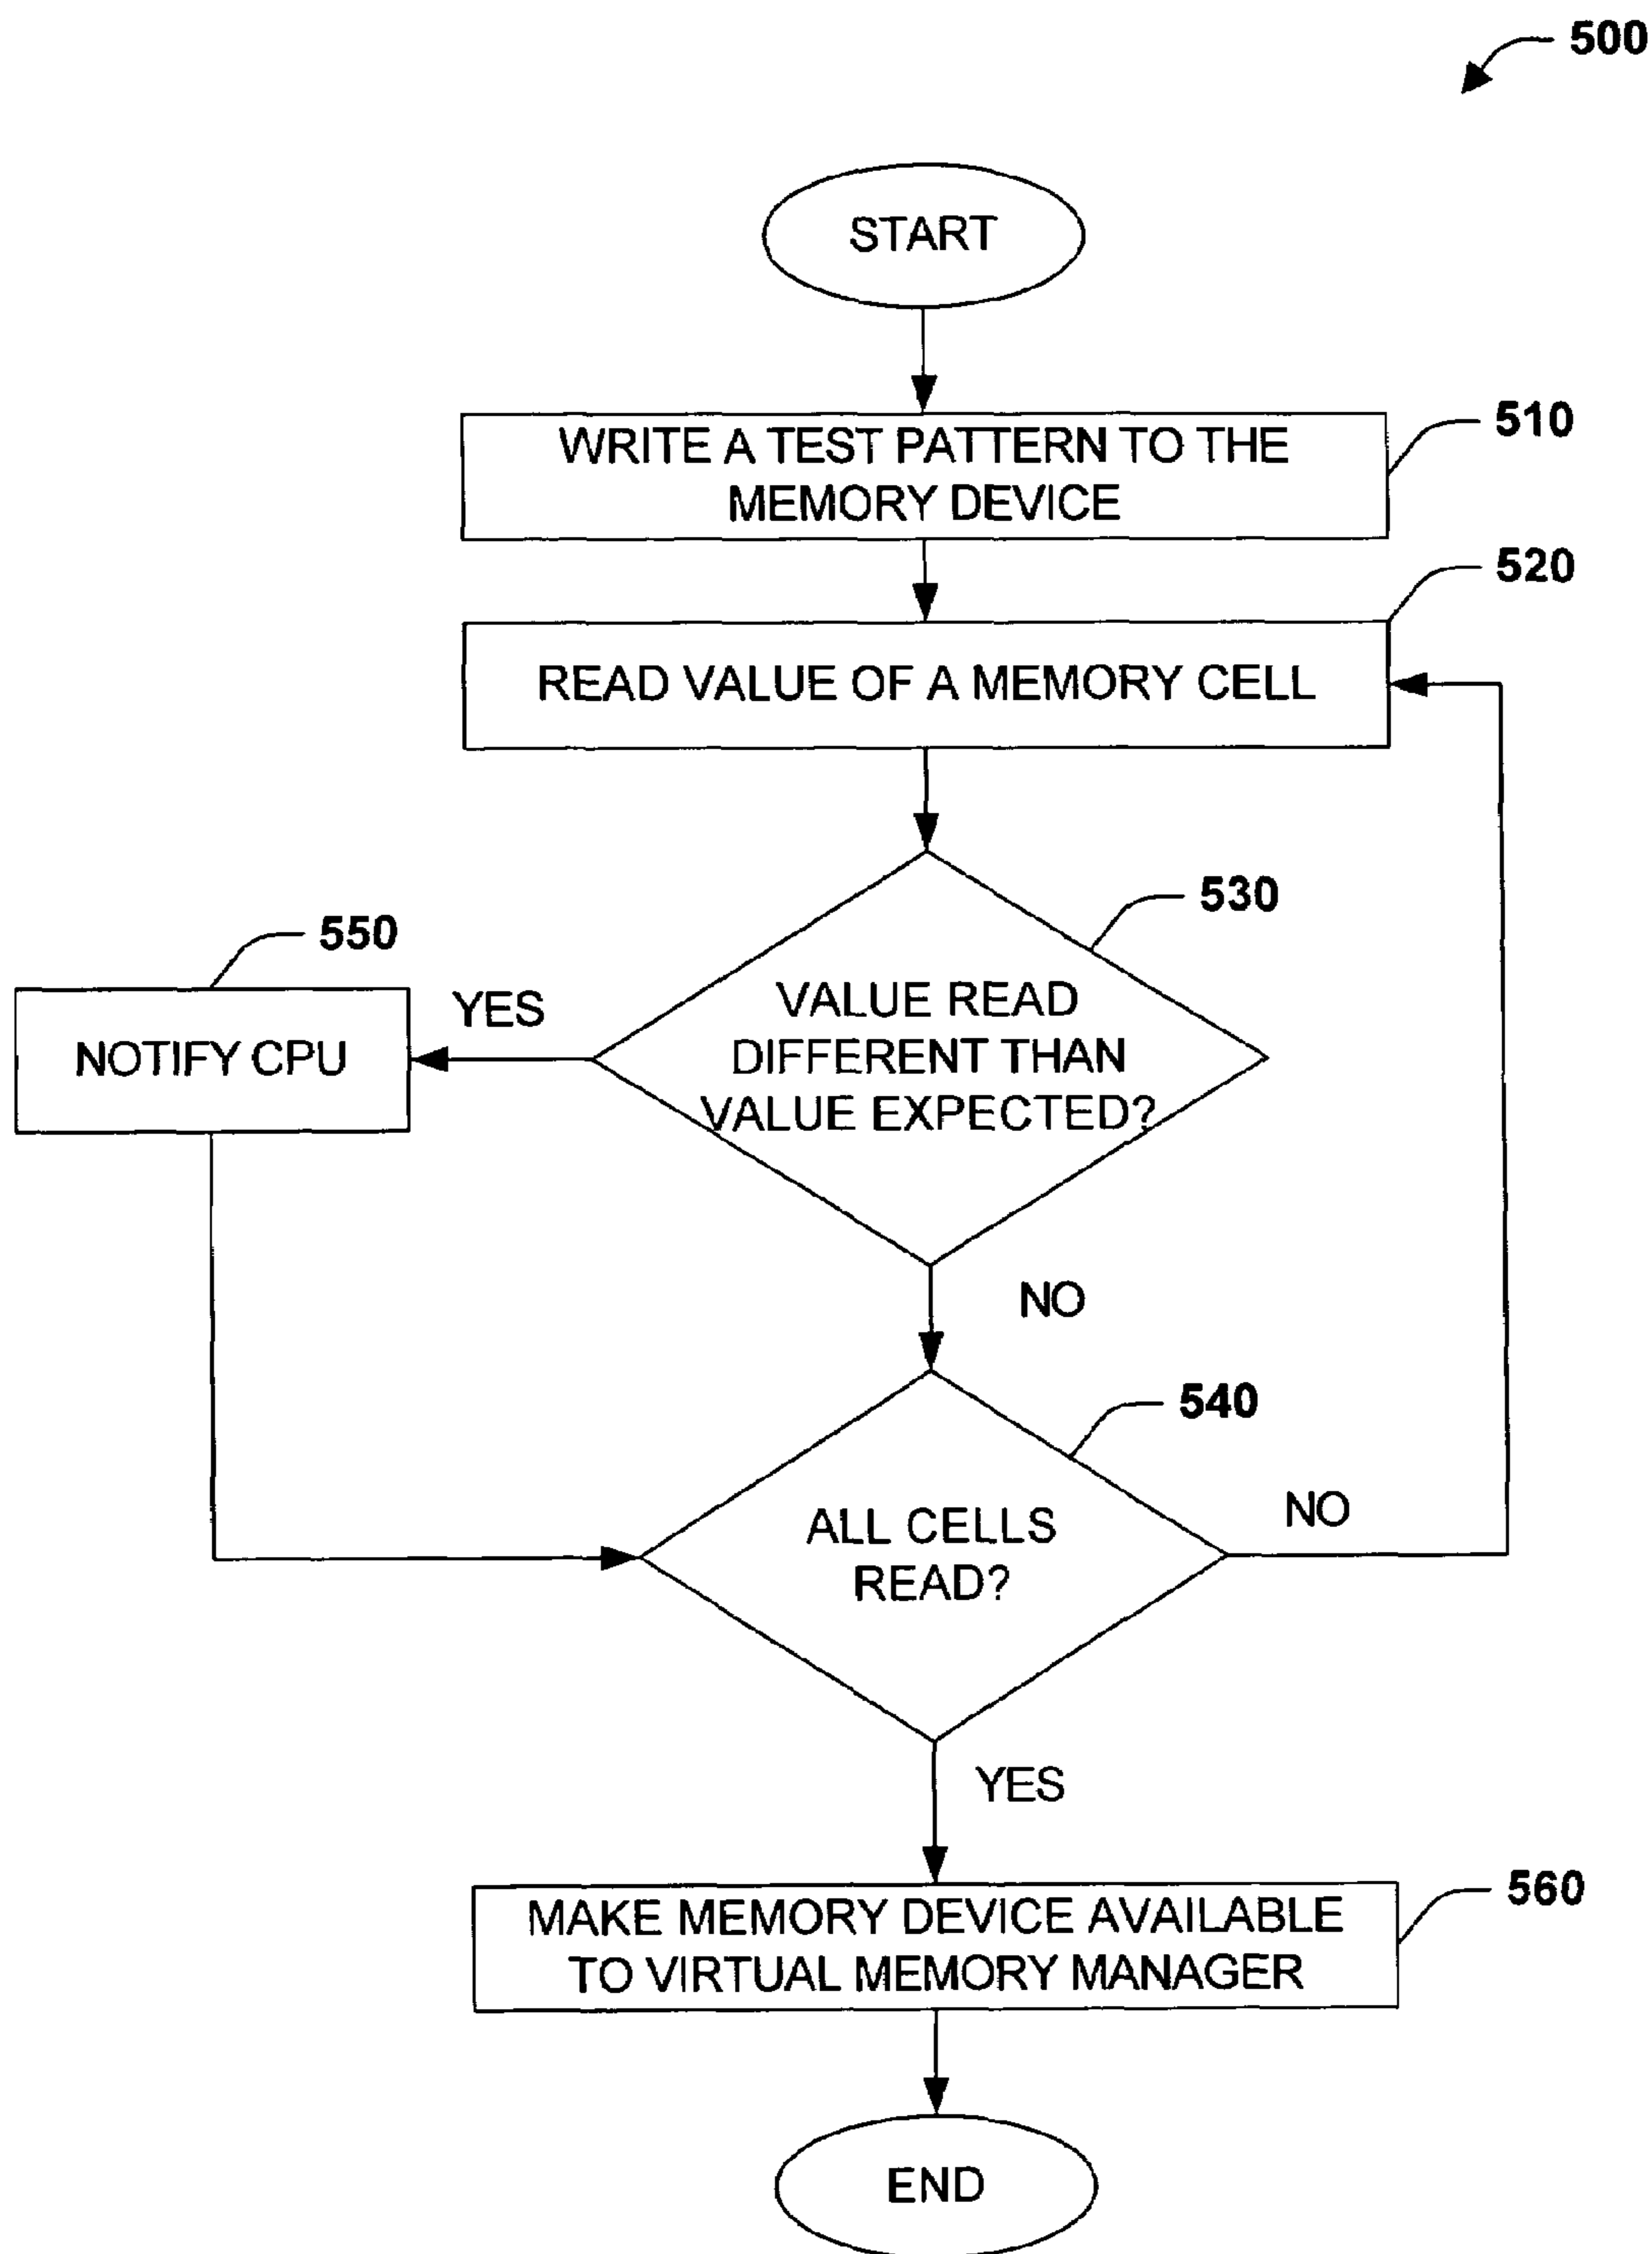 500
START
510
WRITE A TEST PATTERN TO THE
MEMORY DEVICE
520
READ VALUE OF A MEMORY CELL
530
550
YES
VALUE READ
DIFFERENT THAN
VALUE EXPECTED?
NOTIFY CPU
NO
540
ALL CELLS
READ?
NO
YES
560
MAKE MEMORY DEVICE AVAILABLE
TO VIRTUAL MEMORY MANAGER
END